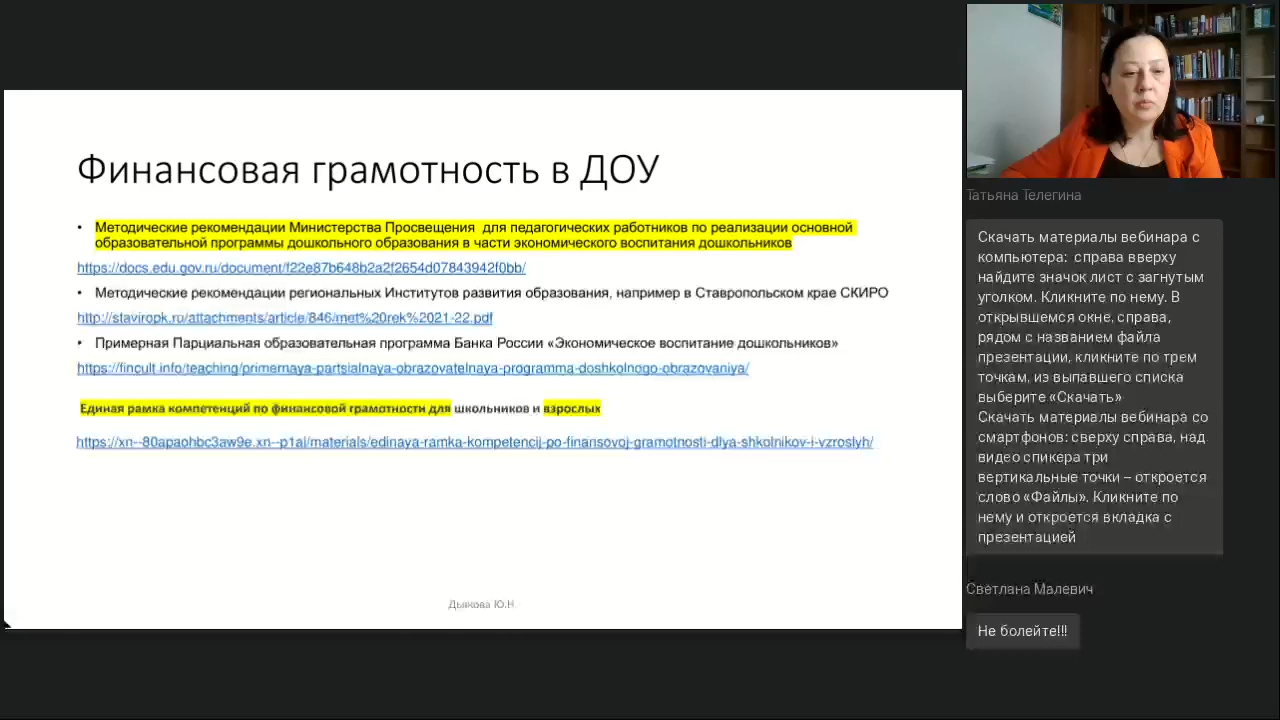 Финансовая грамотность в ДОУ
• Методические рекомендации Министерства Просвещения для педагогических работников по реализации основной
образовательной программы дошкольного образования в части экономического воспитания дошкольников
https://docs.edu.gov.ru/document/f22e87b648b2a2f2654d07843942f0bb/
• Методические рекомендации региональных Институтов развития образования, например в Ставропольском крае СКИРО
http://staviropk.ru/attachments/article/846/met%20rek%2021-22.pdf
• Примерная Парциальная образовательная программа Банка России «Экономическое воспитание дошкольников»
https://fincult.info/teaching/primernaya-partsialnaya-obrazovatelnaya-programma-doshkolnogo-obrazovaniya/
Единая рамка компетенций по финансовой грамотности для школьников и взрослых
https://xn--80apaohbc3aw9e.xn--p1ai/materials/edinaya-ramka-kompetencij-po-finansovoj-gramotnosti-dlya-shkolnikov-i-vzroslyh/
Дьякова Ю.Н.
Татьяна Телегина
Скачать материалы вебинара с
компьютера: справа вверху
найдите значок лист с загнутым
уголком. Кликните по нему. В
открывшемся окне, справа,
рядом с названием файла
презентации, кликните по трем
точкам, из выпавшего списка
выберите «Скачать»
Скачать материалы вебинара со
смартфонов: сверху справа, над
видео спикера три
вертикальные точки – откроется
слово «Файлы». Кликните по
нему и откроется вкладка с
презентацией
Светлана Малевич
Не болейте!!!